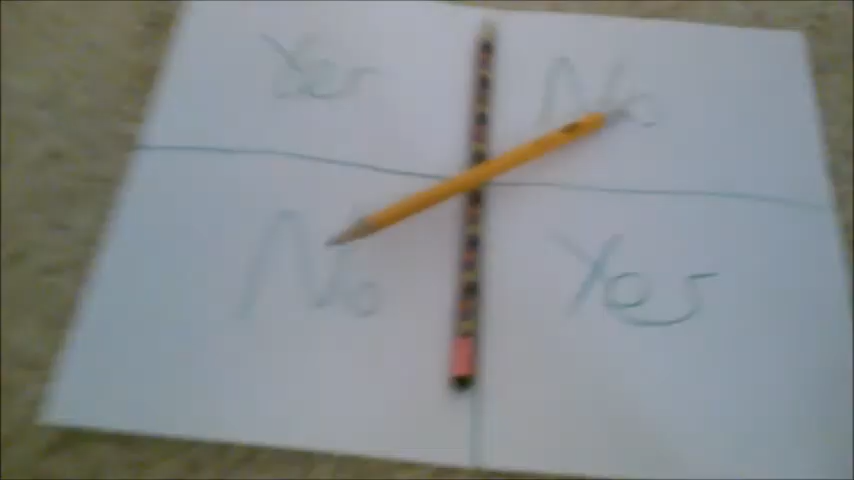 Yes No
No Yes